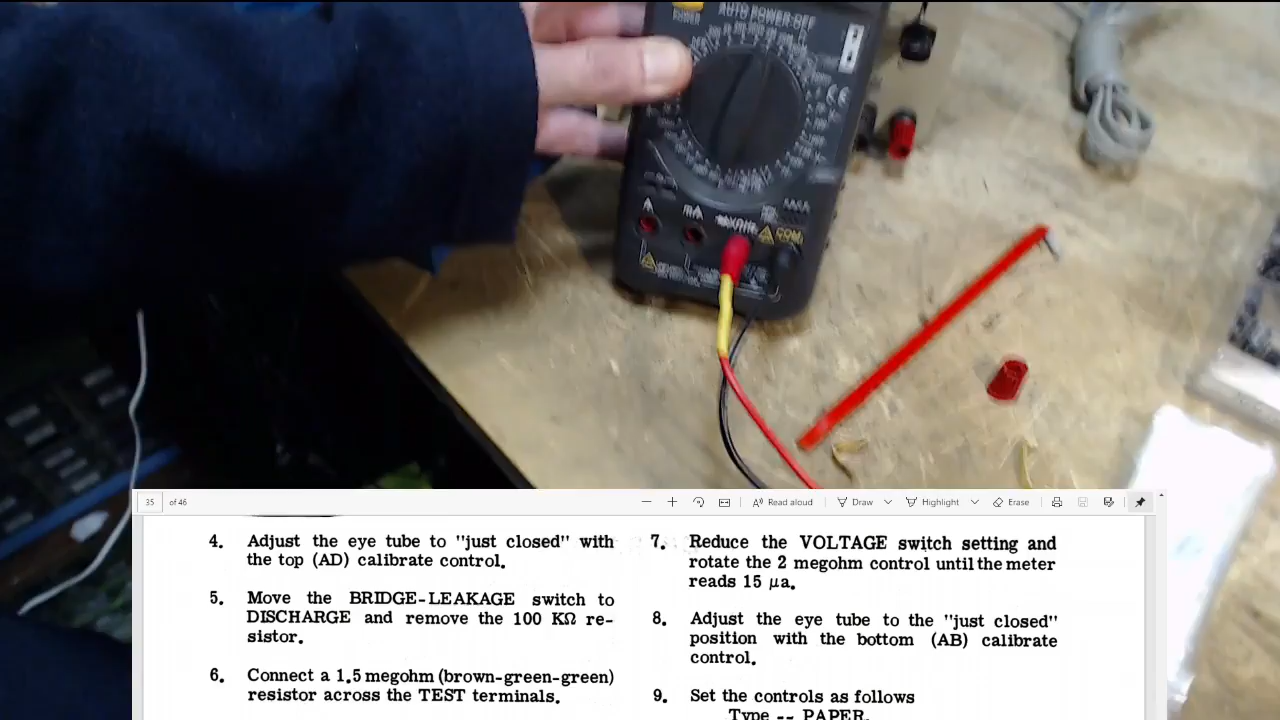 POWER
AUTO POWER OFF
A
mA
COM
35 of 46
Read aloud
Draw
Highlight
Erase
4. Adjust the eye tube to "just closed" with
the top (AD) calibrate control.
5. Move the BRIDGE-LEAKAGE switch to
DISCHARGE and remove the 100 KΩ re-
sistor.
6. Connect a 1.5 megohm (brown-green-green)
resistor across the TEST terminals.
7. Reduce the VOLTAGE switch setting and
rotate the 2 megohm control until the meter
reads 15 μa.
8. Adjust the eye tube to the "just closed"
position with the bottom (AB) calibrate
control.
9. Set the controls as follows
Type -- PAPER.